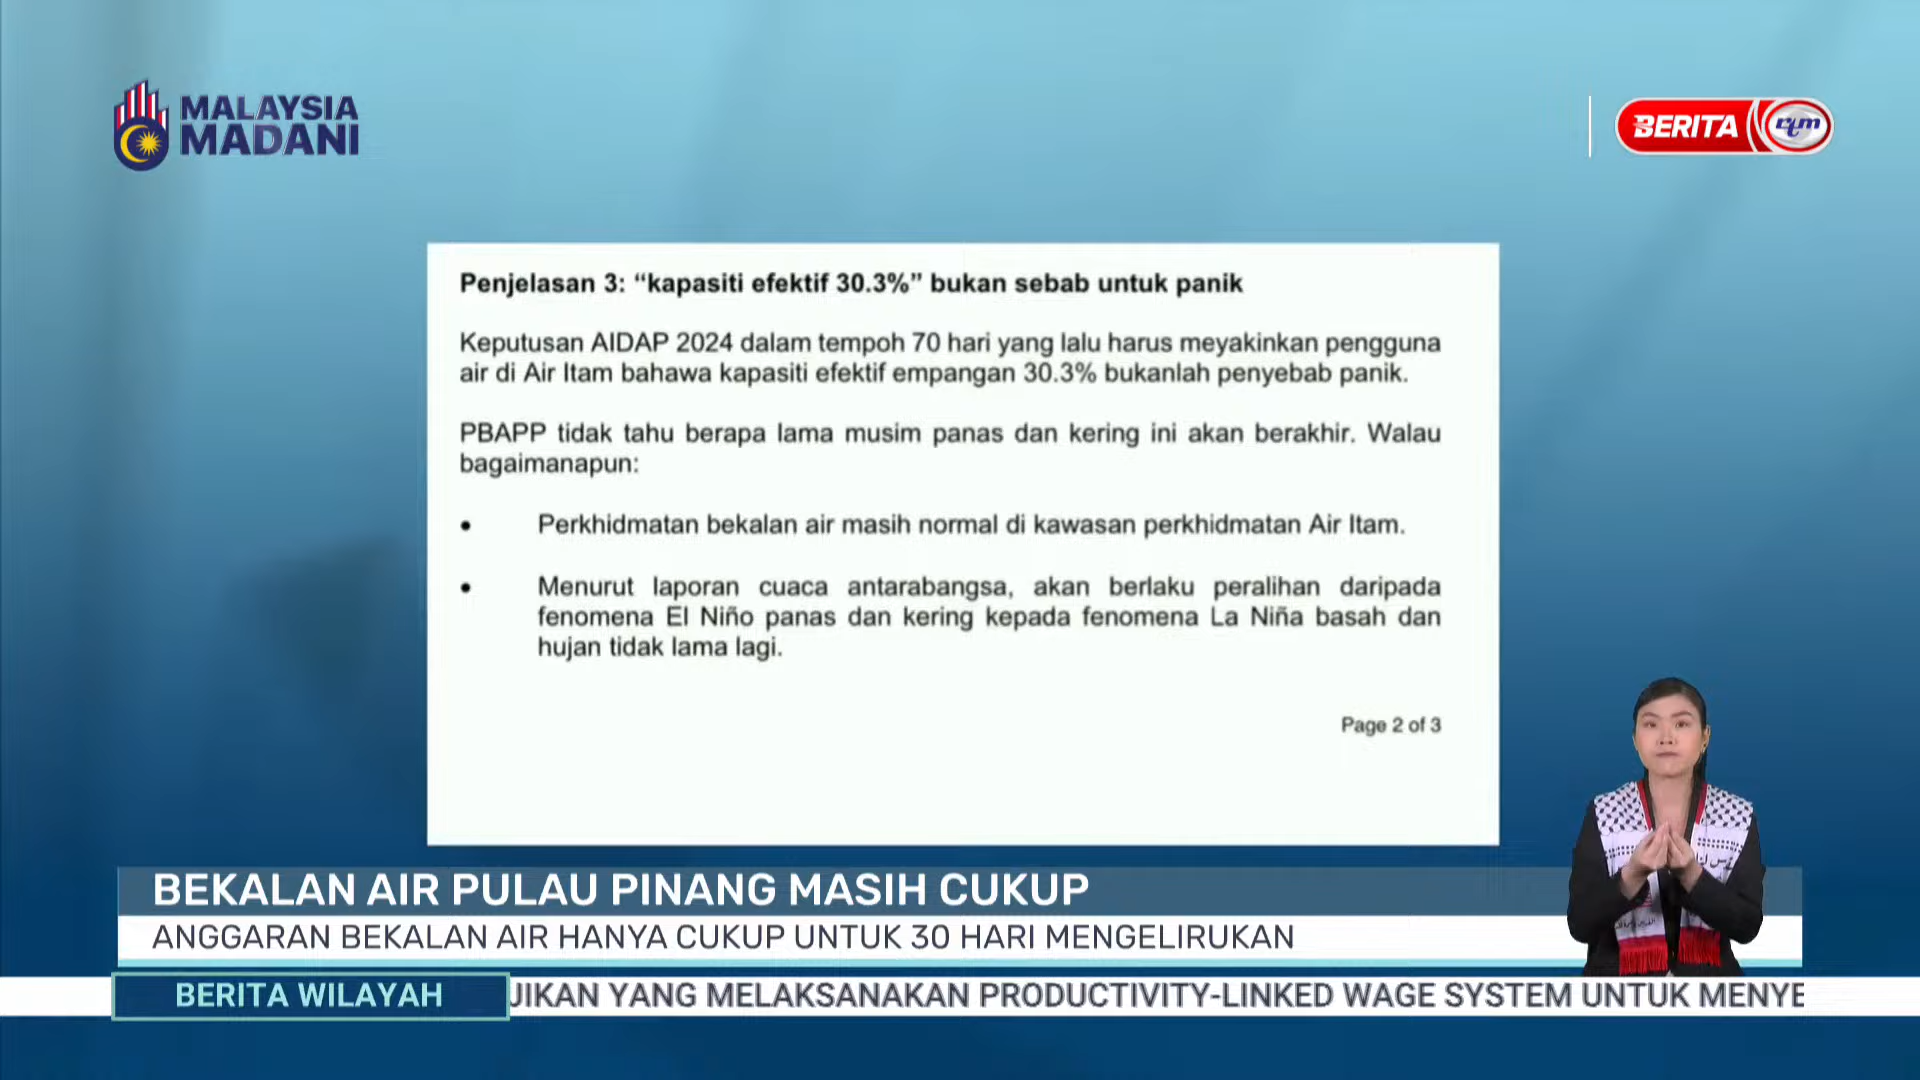 MALAYSIA
MADANI
BERITA rtm
Penjelasan 3: “kapasiti efektif 30.3%” bukan sebab untuk panik
Keputusan AIDAP 2024 dalam tempoh 70 hari yang lalu harus meyakinkan pengguna
air di Air Itam bahawa kapasiti efektif empangan 30.3% bukanlah penyebab panik.
PBAPP tidak tahu berapa lama musim panas dan kering ini akan berakhir. Walau
bagaimanapun:
• Perkhidmatan bekalan air masih normal di kawasan perkhidmatan Air Itam.
• Menurut laporan cuaca antarabangsa, akan berlaku peralihan daripada
fenomena El Niño panas dan kering kepada fenomena La Niña basah dan
hujan tidak lama lagi.
Page 2 of 3
BEKALAN AIR PULAU PINANG MASIH CUKUP
ANGGARAN BEKALAN AIR HANYA CUKUP UNTUK 30 HARI MENGELIRUKAN
BERITA WILAYAH
JIKAN YANG MELAKSANAKAN PRODUCTIVITY-LINKED WAGE SYSTEM UNTUK MENYE